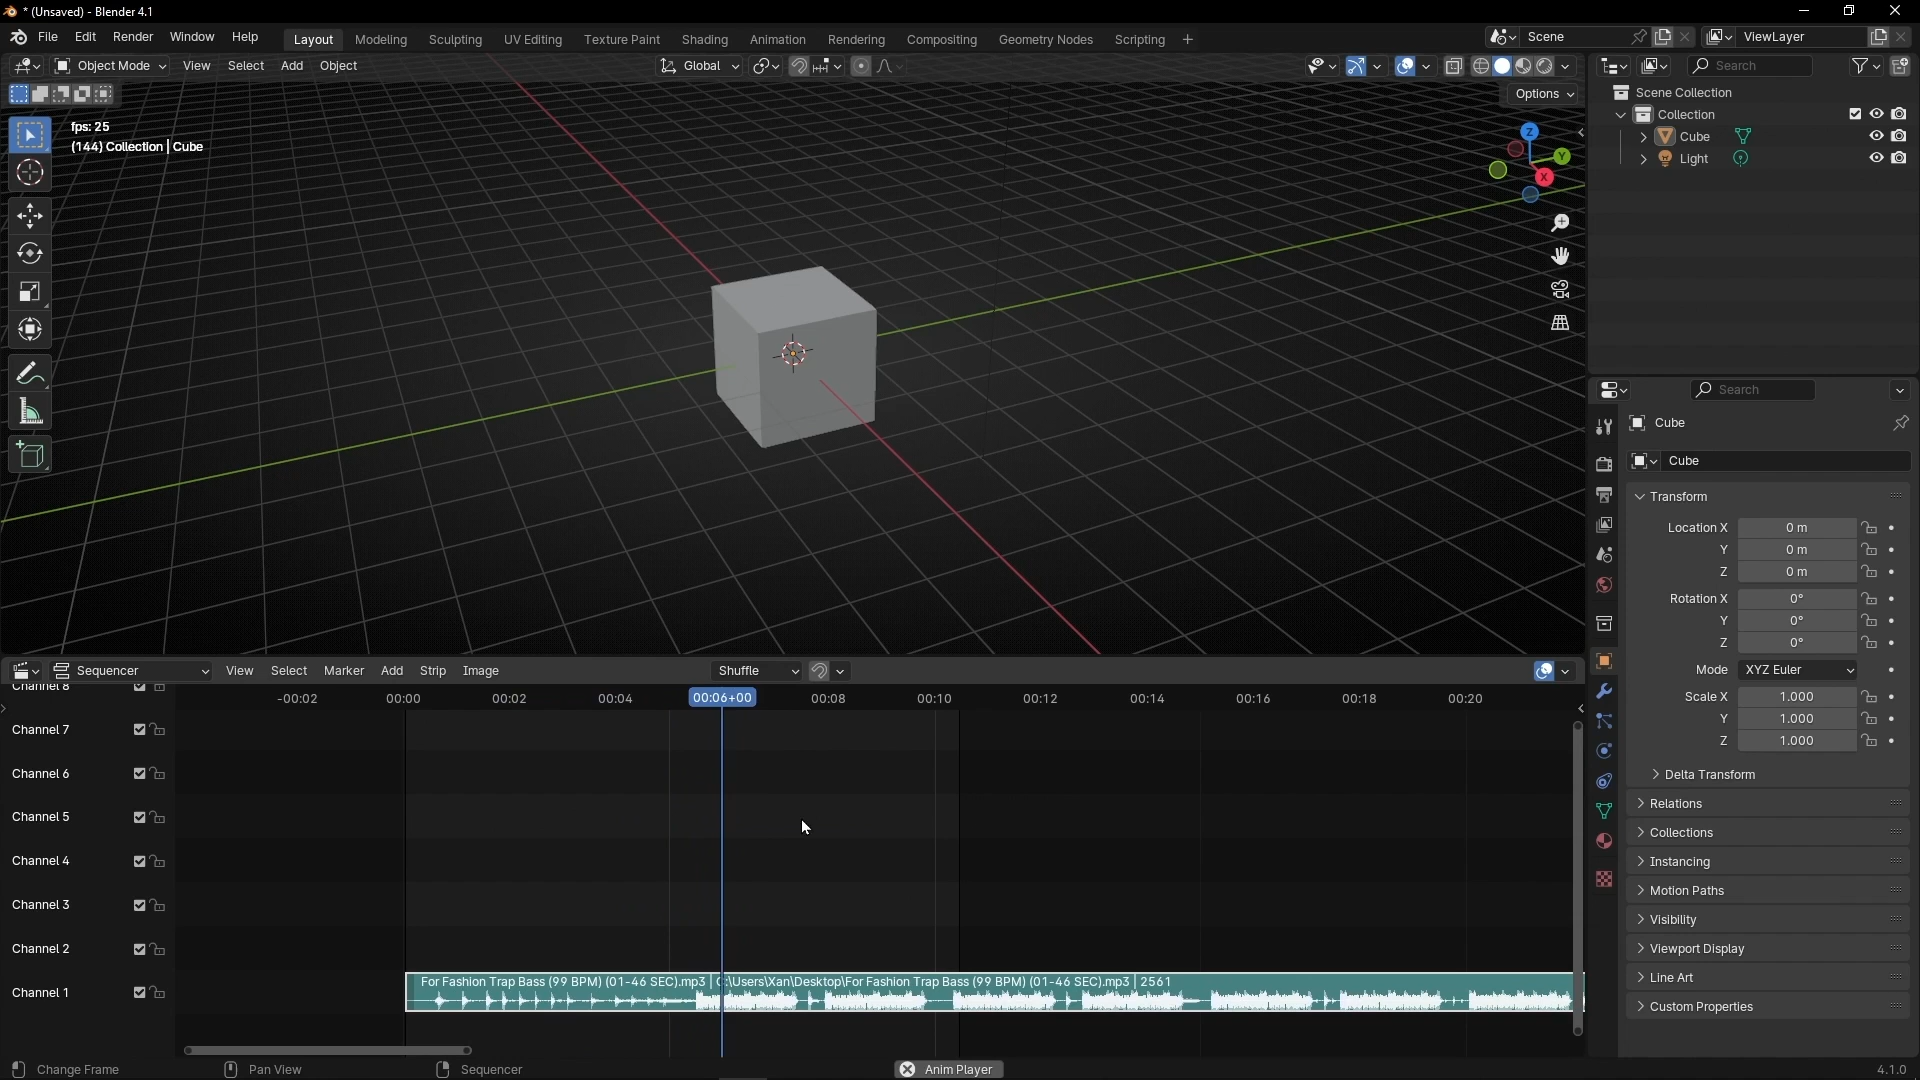 * (Unsaved) - Blender 4.1
File Edit Render Window Help Layout Modeling Sculpting UV Editing Texture Paint Shading Animation Rendering Compositing Geometry Nodes Scripting + Scene ViewLayer
Object Mode View Select Add Object Global Search
Options
fps: 25
(144) Collection | Cube
Z
Y
X
Scene Collection
Collection
Cube
Light
Search
Cube
Cube
Transform
Location X 0 m
Y 0 m
Z 0 m
Rotation X 0°
Y 0°
Z 0°
Mode XYZ Euler
Scale X 1.000
Y 1.000
Z 1.000
Delta Transform
Relations
Collections
Instancing
Motion Paths
Visibility
Viewport Display
Line Art
Custom Properties
Sequencer View Select Marker Add Strip Image Shuffle
-00:02 00:00 00:02 00:04 00:06+00 00:08 00:10 00:12 00:14 00:16 00:18 00:20
Channel 8
Channel 7
Channel 6
Channel 5
Channel 4
Channel 3
Channel 2
Channel 1
For Fashion Trap Bass (99 BPM) (01-46 SEC).mp3 | C:\Users\Xan\Desktop\For Fashion Trap Bass (99 BPM) (01-46 SEC).mp3 | 2561
Change Frame Pan View Sequencer Anim Player 4.1.0